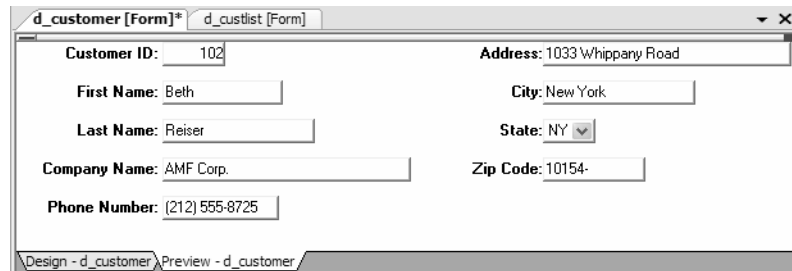 d_customer [Form]* d_custlist [Form]
Customer ID: 102 Address: 1033 Whippany Road
First Name: Beth City: New York
Last Name: Reiser State: NY
Company Name: AMF Corp. Zip Code: 10154-
Phone Number: (212) 555-8725
Design - d_customer Preview - d_customer